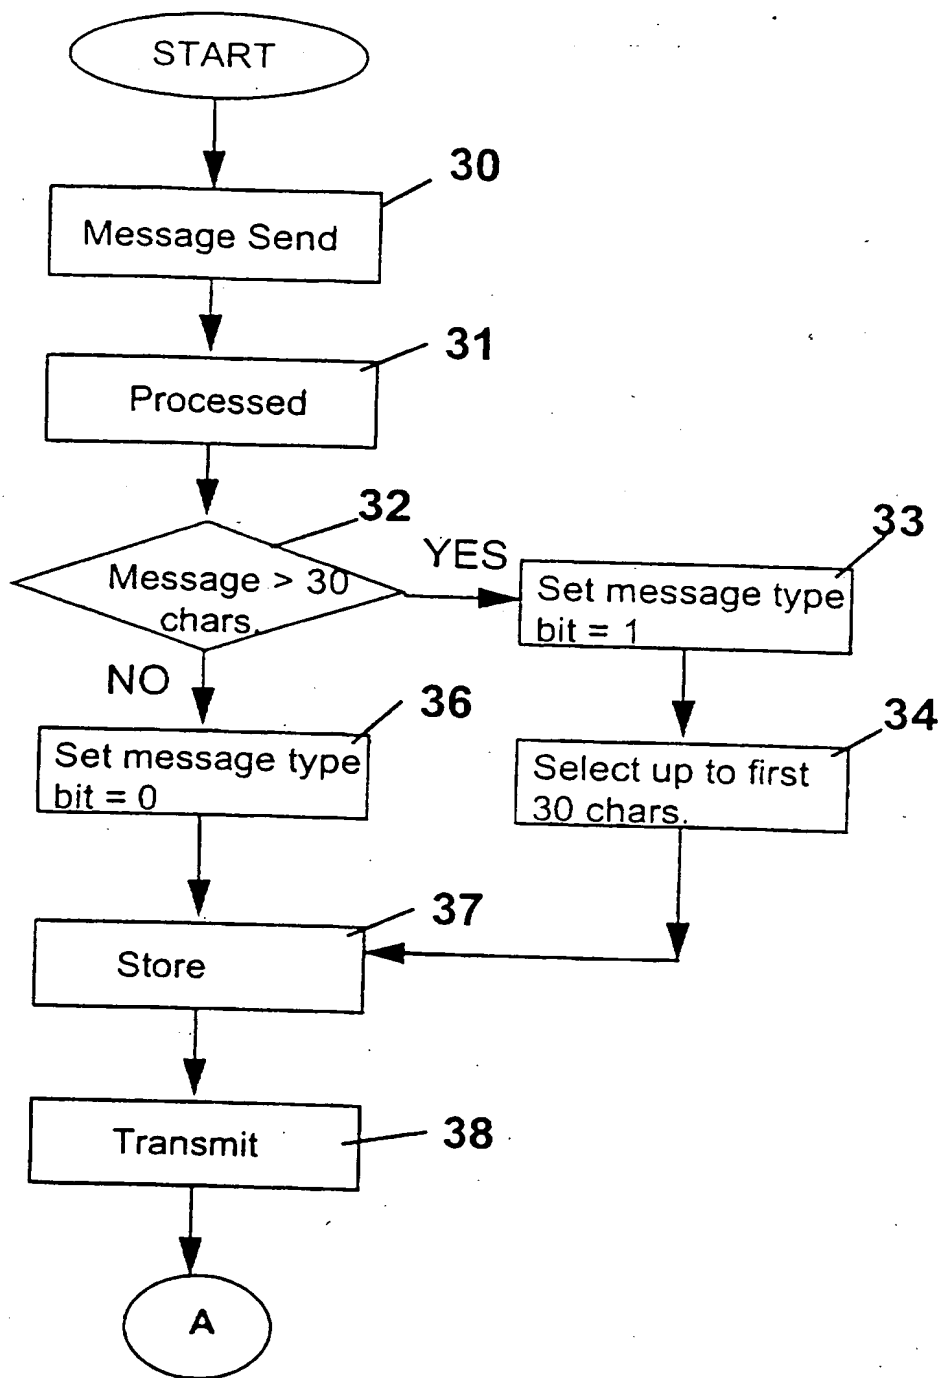 START
30
Message Send
31
Processed
32
Message > 30
chars.
YES
33
Set message type
bit = 1
NO
36
Set message type
bit = 0
34
Select up to first
30 chars.
37
Store
38
Transmit
A